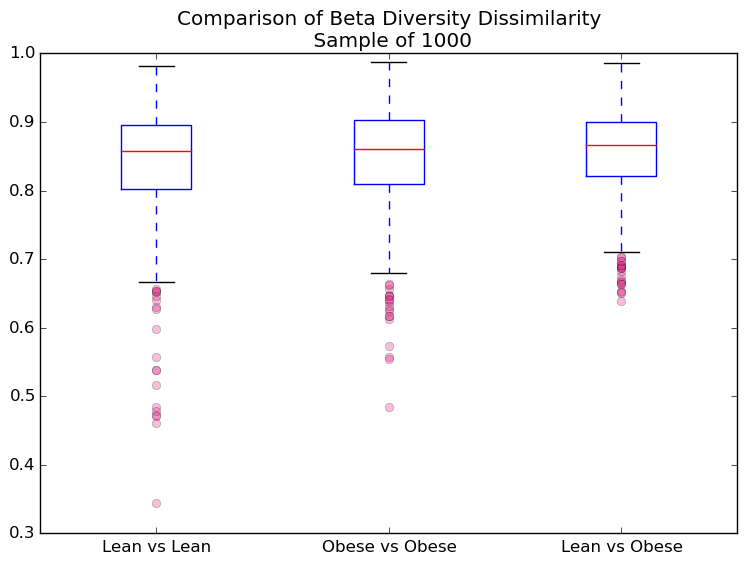 Comparison of Beta Diversity Dissimilarity
Sample of 1000
1.0
0.9
0.8
0.7
0.6
0.5
0.4
0.3
Lean vs Lean
Obese vs Obese
Lean vs Obese